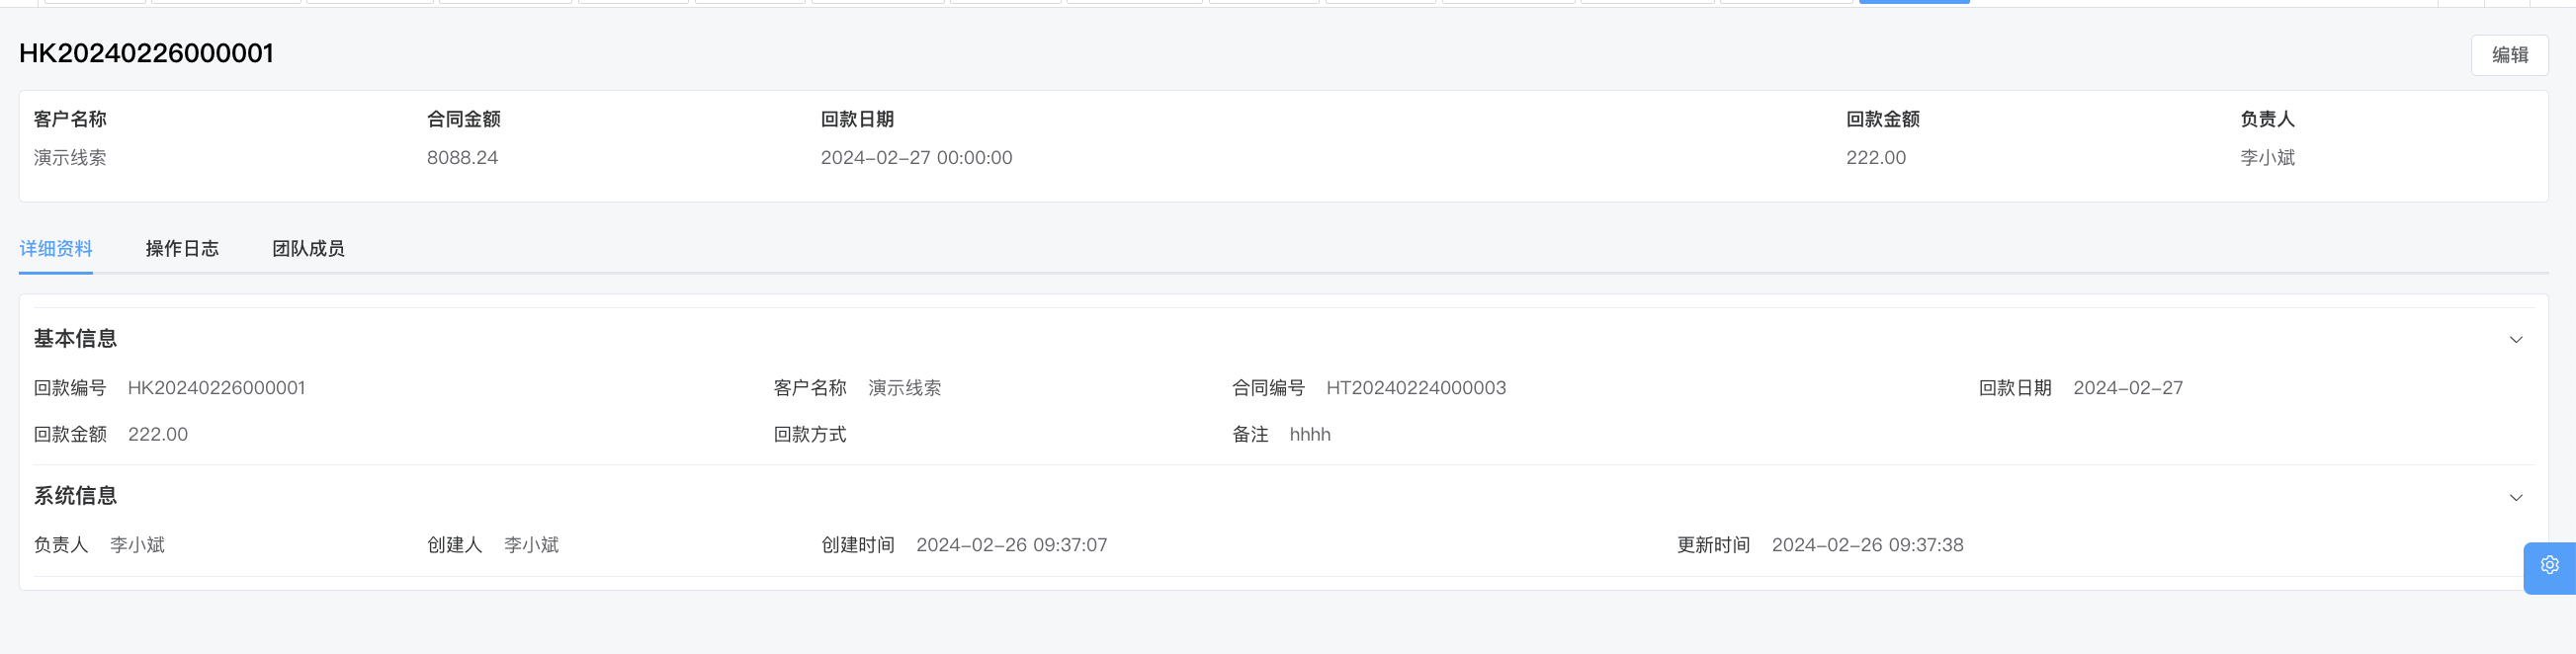 HK20240226000001
编辑
客户名称 合同金额 回款日期 回款金额 负责人
演示线索 8088.24 2024-02-27 00:00:00 222.00 李小斌
详细资料 操作日志 团队成员
基本信息
回款编号 HK20240226000001 客户名称 演示线索 合同编号 HT20240224000003 回款日期 2024-02-27
回款金额 222.00 回款方式 备注 hhhh
系统信息
负责人 李小斌 创建人 李小斌 创建时间 2024-02-26 09:37:07 更新时间 2024-02-26 09:37:38